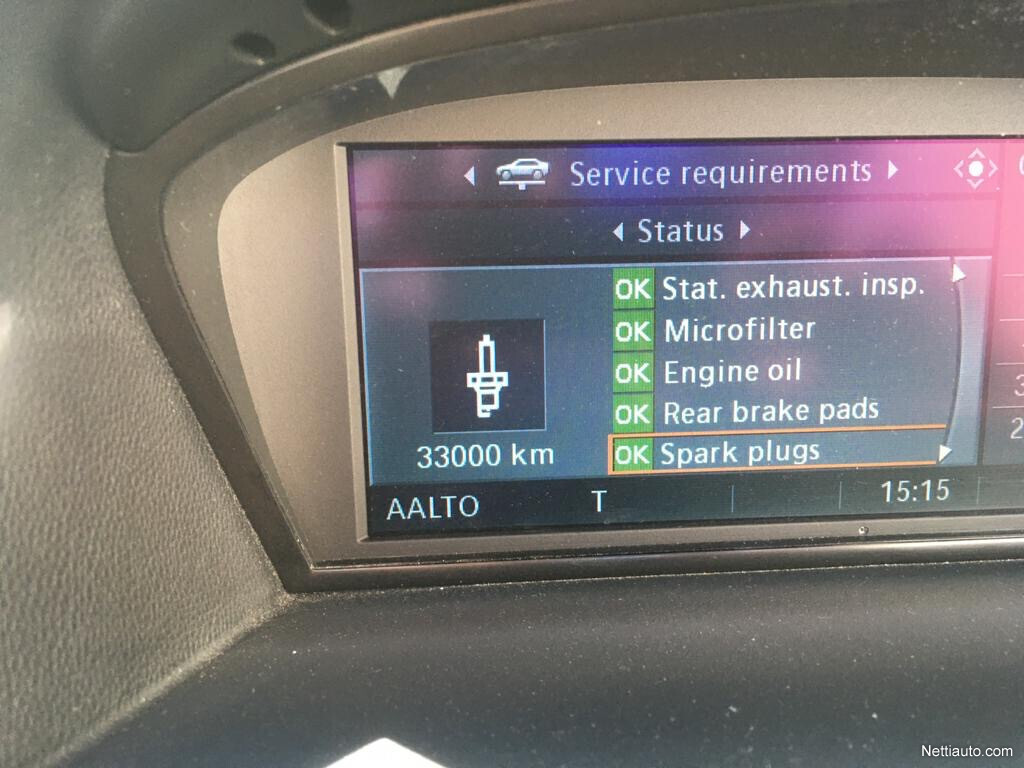 Service requirements
Status
OK Stat. exhaust. insp.
OK Microfilter
OK Engine oil
OK Rear brake pads
OK Spark plugs
33000 km
AALTO T 15:15
Nettiauto.com